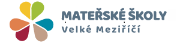 MATEŘSKÉ ŠKOLY
Velké Meziříčí